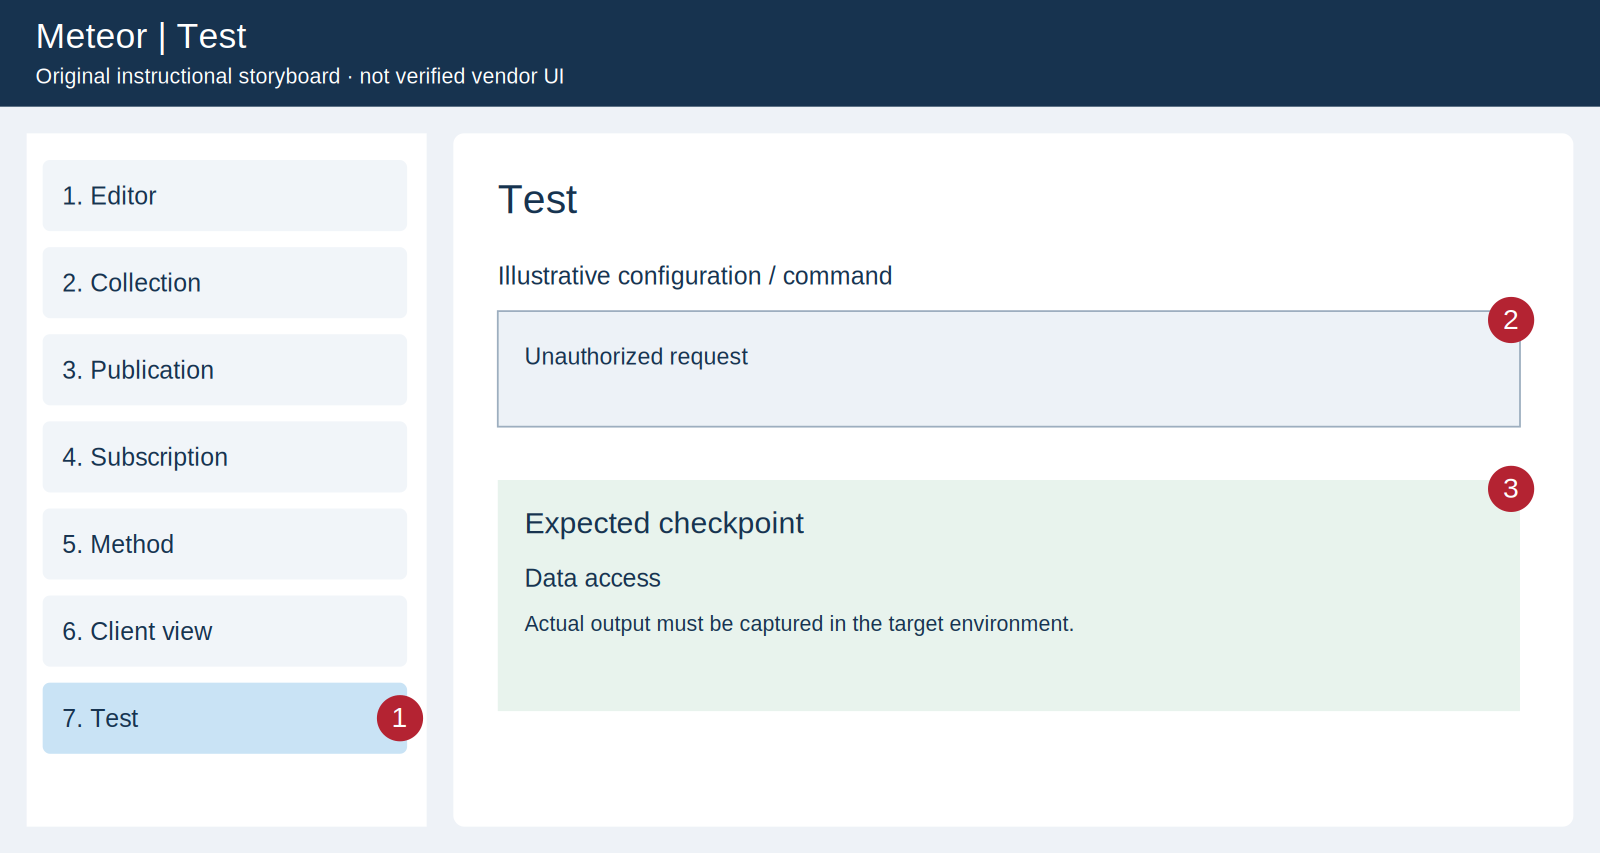 Meteor | Test
Original instructional storyboard · not verified vendor UI
1. Editor
2. Collection
3. Publication
4. Subscription
5. Method
6. Client view
7. Test
1
Test
Illustrative configuration / command
2
Unauthorized request
3
Expected checkpoint
Data access
Actual output must be captured in the target environment.